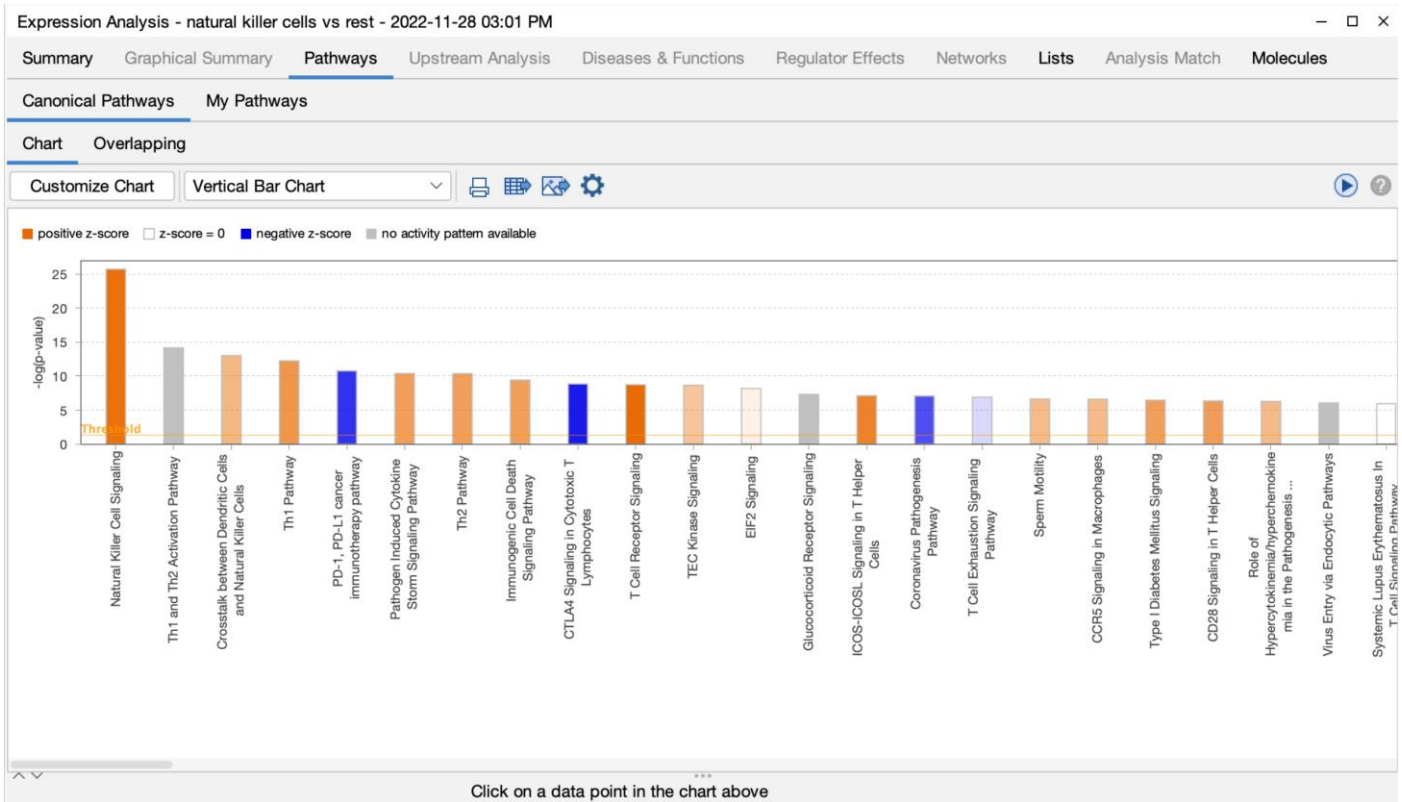 Expression Analysis - natural killer cells vs rest - 2022-11-28 03:01 PM
Summary Graphical Summary Pathways Upstream Analysis Diseases & Functions Regulator Effects Networks Lists Analysis Match Molecules
Canonical Pathways My Pathways
Chart Overlapping
Customize Chart Vertical Bar Chart
positive z-score z-score = 0 negative z-score no activity pattern available
-log(p-value)
25
20
15
10
5
0
Threshold
Natural Killer Cell Signaling
Th1 and Th2 Activation Pathway
Crosstalk between Dendritic Cells
and Natural Killer Cells
Th1 Pathway
PD-1, PD-L1 cancer
immunotherapy pathway
Pathogen Induced Cytokine
Storm Signaling Pathway
Th2 Pathway
Immunogenic Cell Death
Signaling Pathway
CTLA4 Signaling in Cytotoxic T
Lymphocytes
T Cell Receptor Signaling
TEC Kinase Signaling
EIF2 Signaling
Glucocorticoid Receptor Signaling
ICOS-ICOSL Signaling in T Helper
Cells
Coronavirus Pathogenesis
Pathway
T Cell Exhaustion Signaling
Pathway
Sperm Motility
CCR5 Signaling in Macrophages
Type I Diabetes Mellitus Signaling
CD28 Signaling in T Helper Cells
Role of
Hypercytokinemia/hyperchemokine
mia in the Pathogenesis ...
Virus Entry via Endocytic Pathways
Systemic Lupus Erythematosus In
T Cell Signaling Pathway
Click on a data point in the chart above